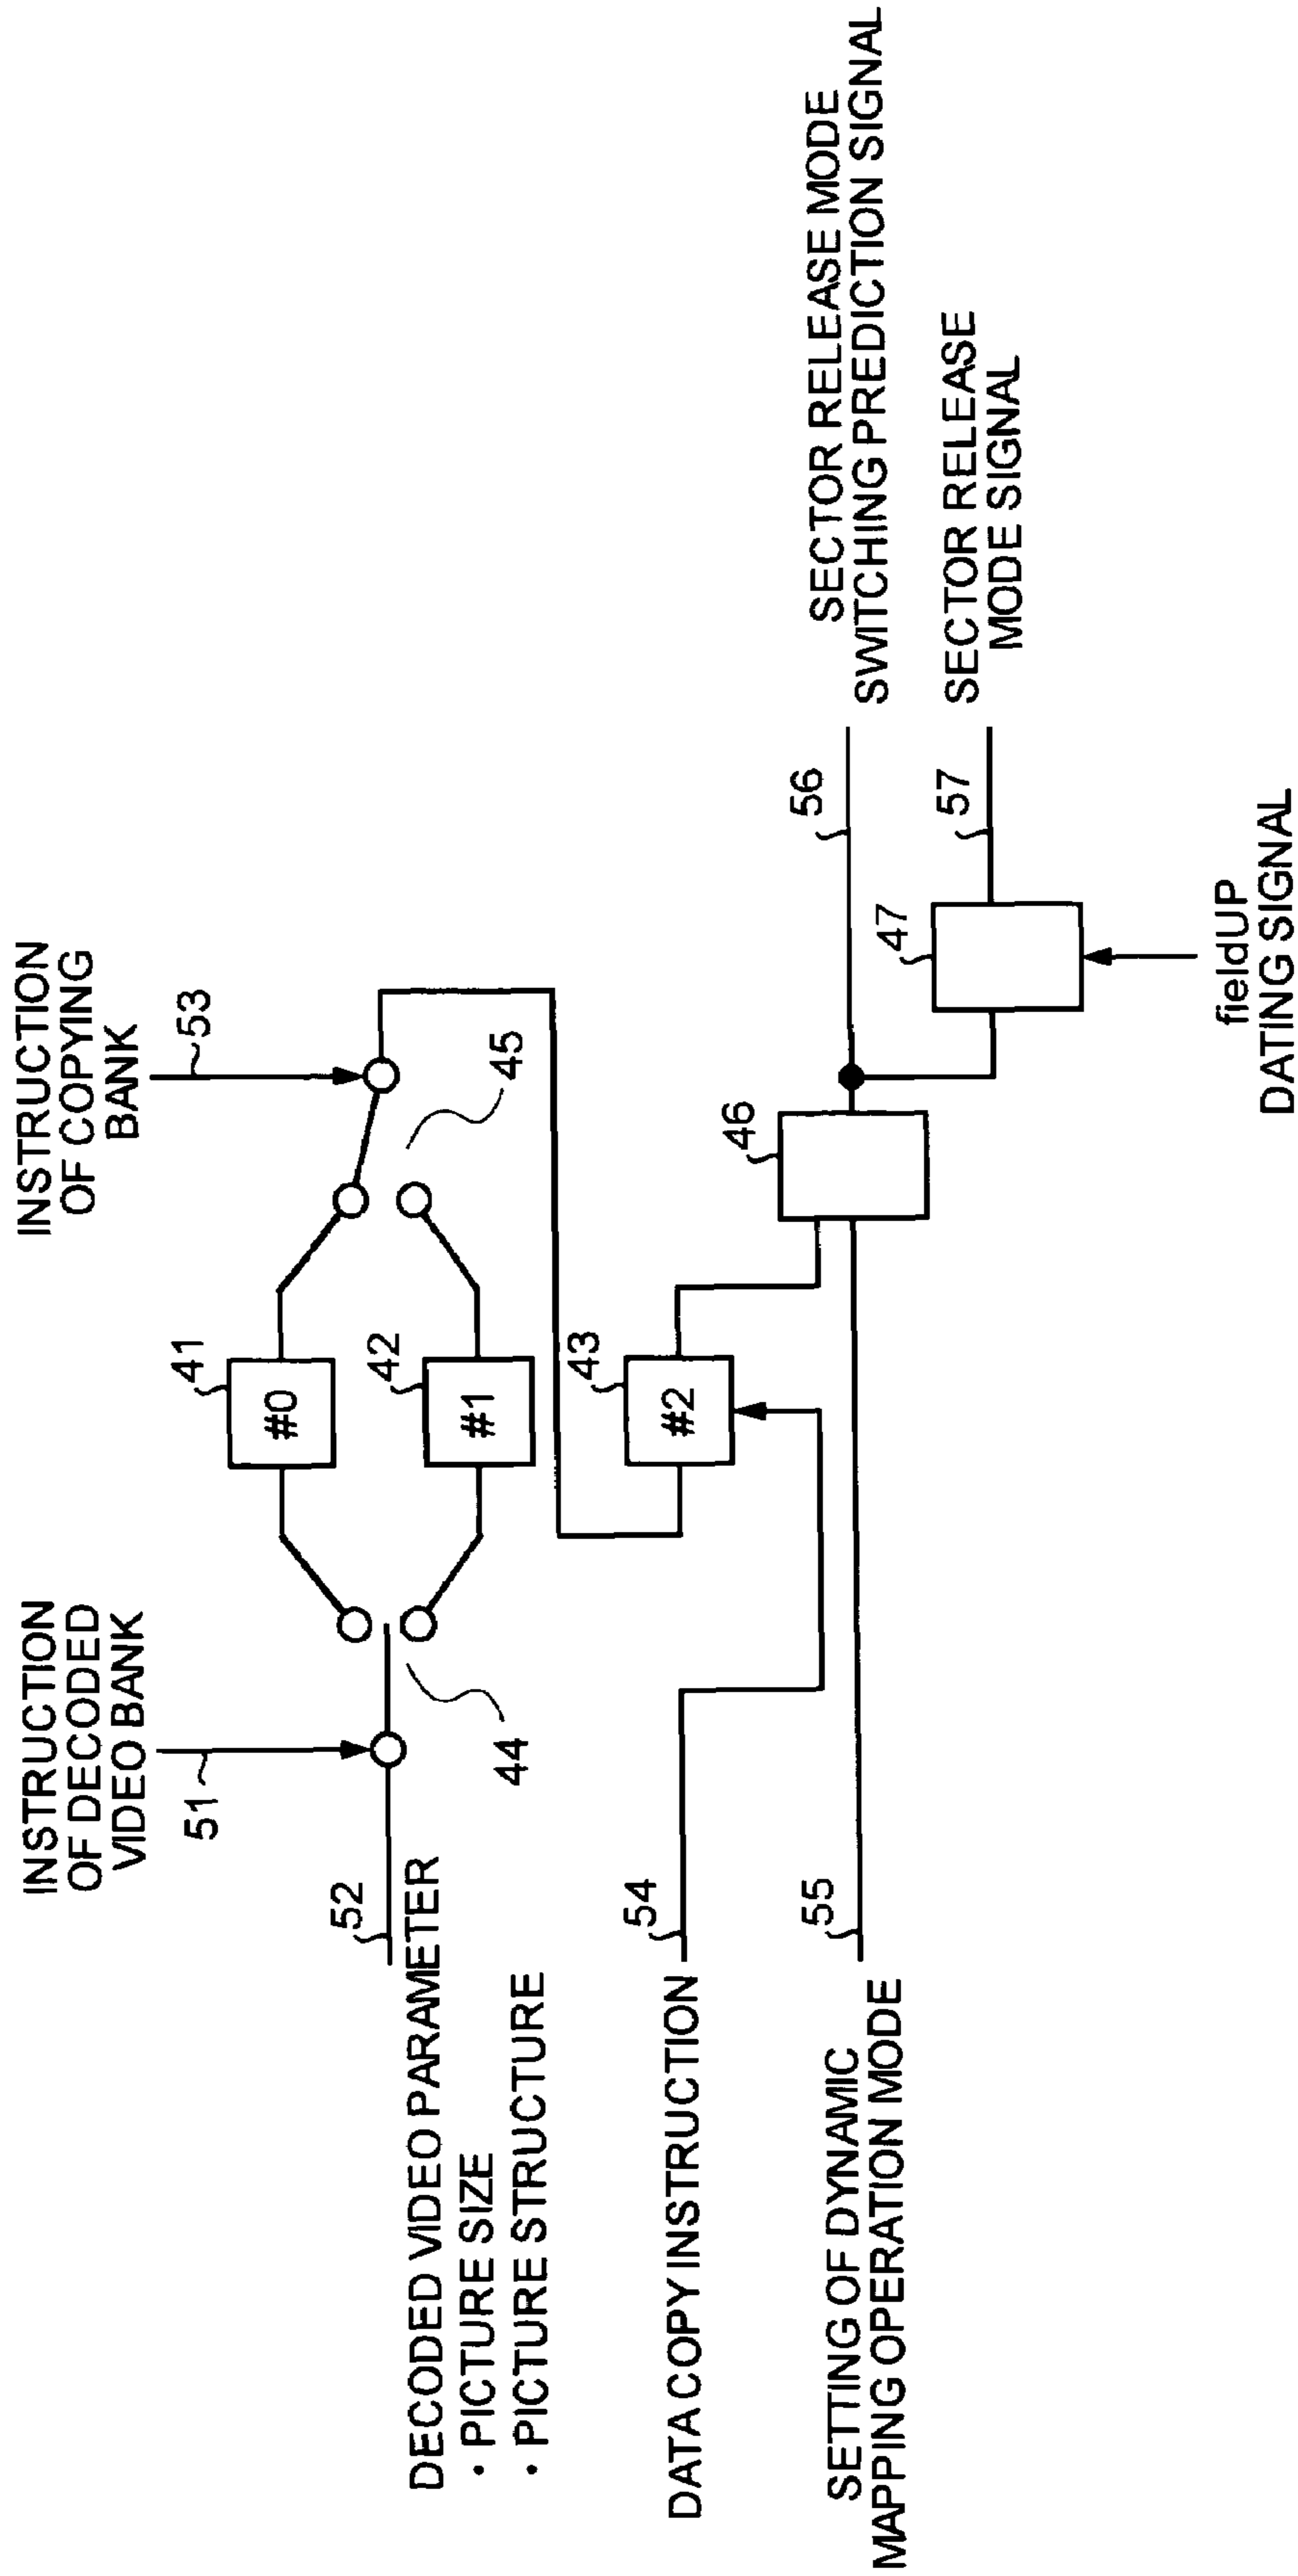 INSTRUCTION
OF DECODED
VIDEO BANK
51
INSTRUCTION
OF COPYING
BANK
53
52
DECODED VIDEO PARAMETER
· PICTURE SIZE
· PICTURE STRUCTURE
44
41
#0
42
#1
45
54
DATA COPY INSTRUCTION
43
#2
55
SETTING OF DYNAMIC
MAPPING OPERATION MODE
46
56
SECTOR RELEASE MODE
SWITCHING PREDICTION SIGNAL
47
57
SECTOR RELEASE
MODE SIGNAL
fieldUP
DATING SIGNAL